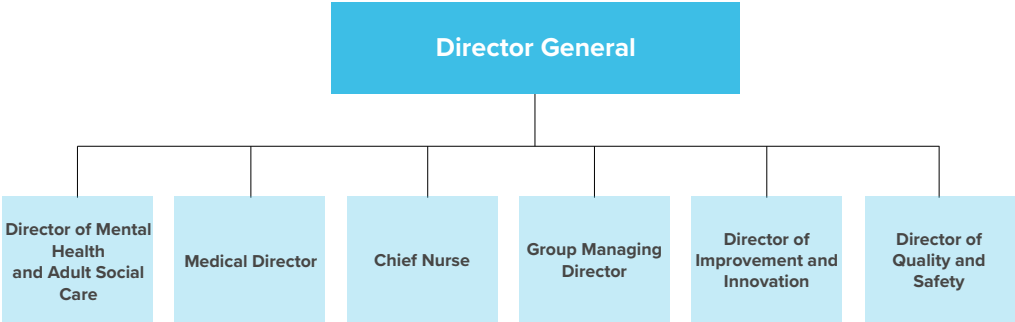 Director General
Director of Mental
Health
and Adult Social
Care
Medical Director
Chief Nurse
Group Managing
Director
Director of
Improvement and
Innovation
Director of
Quality and
Safety